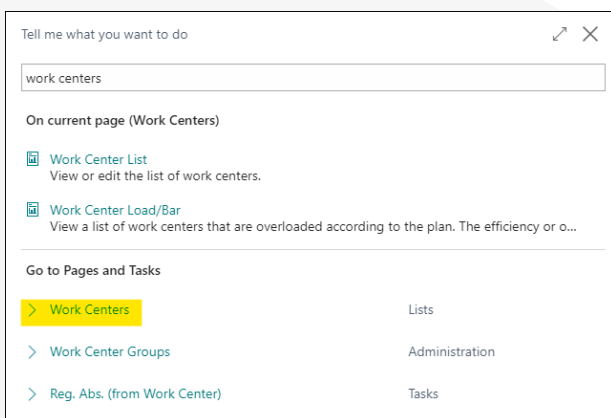 Tell me what you want to do
work centers
On current page (Work Centers)
Work Center List
View or edit the list of work centers.
Work Center Load/Bar
View a list of work centers that are overloaded according to the plan. The efficiency or o...
Go to Pages and Tasks
Work Centers Lists
Work Center Groups Administration
Reg. Abs. (from Work Center) Tasks